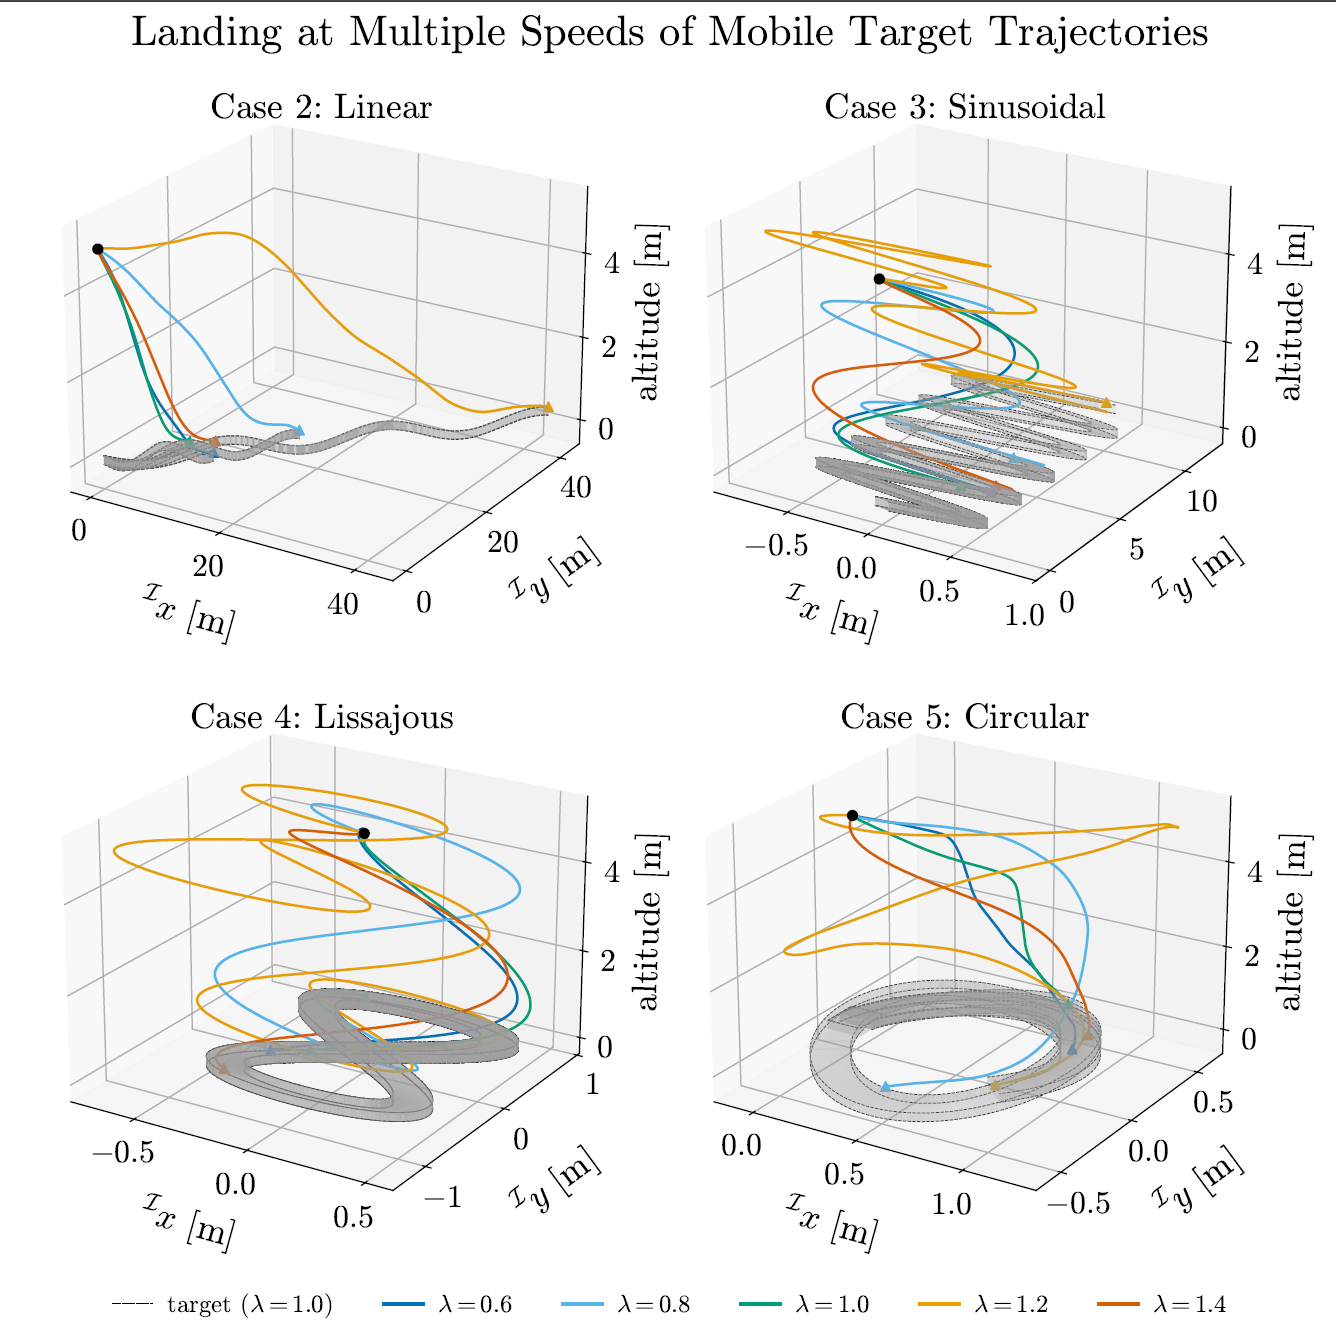 Landing at Multiple Speeds of Mobile Target Trajectories
Case 2: Linear
4
2
0
altitude [m]
0
20
40
ᴵx [m]
0
20
40
ᴵy [m]
Case 3: Sinusoidal
4
2
0
altitude [m]
−0.5
0.0
0.5
1.0
ᴵx [m]
0
5
10
ᴵy [m]
Case 4: Lissajous
4
2
0
altitude [m]
−0.5
0.0
0.5
ᴵx [m]
−1
0
1
ᴵy [m]
Case 5: Circular
4
2
0
altitude [m]
0.0
0.5
1.0
ᴵx [m]
−0.5
0.0
0.5
ᴵy [m]
target (λ = 1.0) λ = 0.6 λ = 0.8 λ = 1.0 λ = 1.2 λ = 1.4